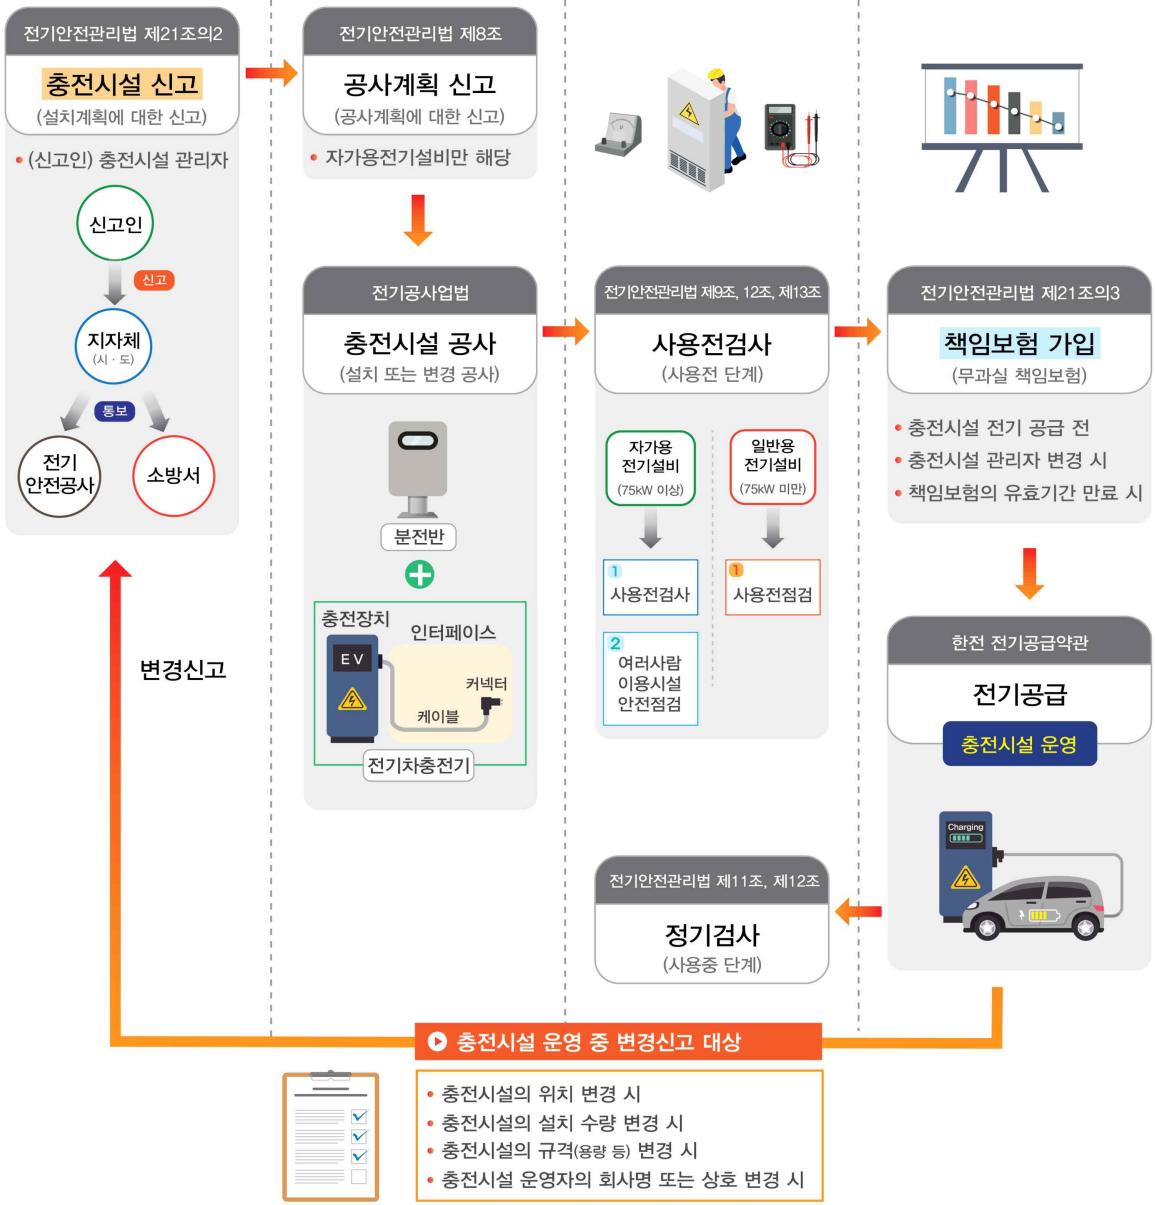 전기안전관리법 제21조의2
충전시설 신고
(설치계획에 대한 신고)
• (신고인) 충전시설 관리자
신고인
신고
지자체
(시 · 도)
통보
전기
안전공사
소방서
전기안전관리법 제8조
공사계획 신고
(공사계획에 대한 신고)
• 자가용전기설비만 해당
전기공사업법
충전시설 공사
(설치 또는 변경 공사)
분전반
충전장치
인터페이스
EV
커넥터
케이블
전기차충전기
전기안전관리법 제9조, 12조, 제13조
사용전검사
(사용전 단계)
자가용
전기설비
(75kW 이상)
1
사용전검사
2
여러사람
이용시설
안전점검
일반용
전기설비
(75kW 미만)
1
사용전점검
전기안전관리법 제21조의3
책임보험 가입
(무과실 책임보험)
• 충전시설 전기 공급 전
• 충전시설 관리자 변경 시
• 책임보험의 유효기간 만료 시
한전 전기공급약관
전기공급
충전시설 운영
Charging
전기안전관리법 제11조, 제12조
정기검사
(사용중 단계)
변경신고
충전시설 운영 중 변경신고 대상
• 충전시설의 위치 변경 시
• 충전시설의 설치 수량 변경 시
• 충전시설의 규격(용량 등) 변경 시
• 충전시설 운영자의 회사명 또는 상호 변경 시